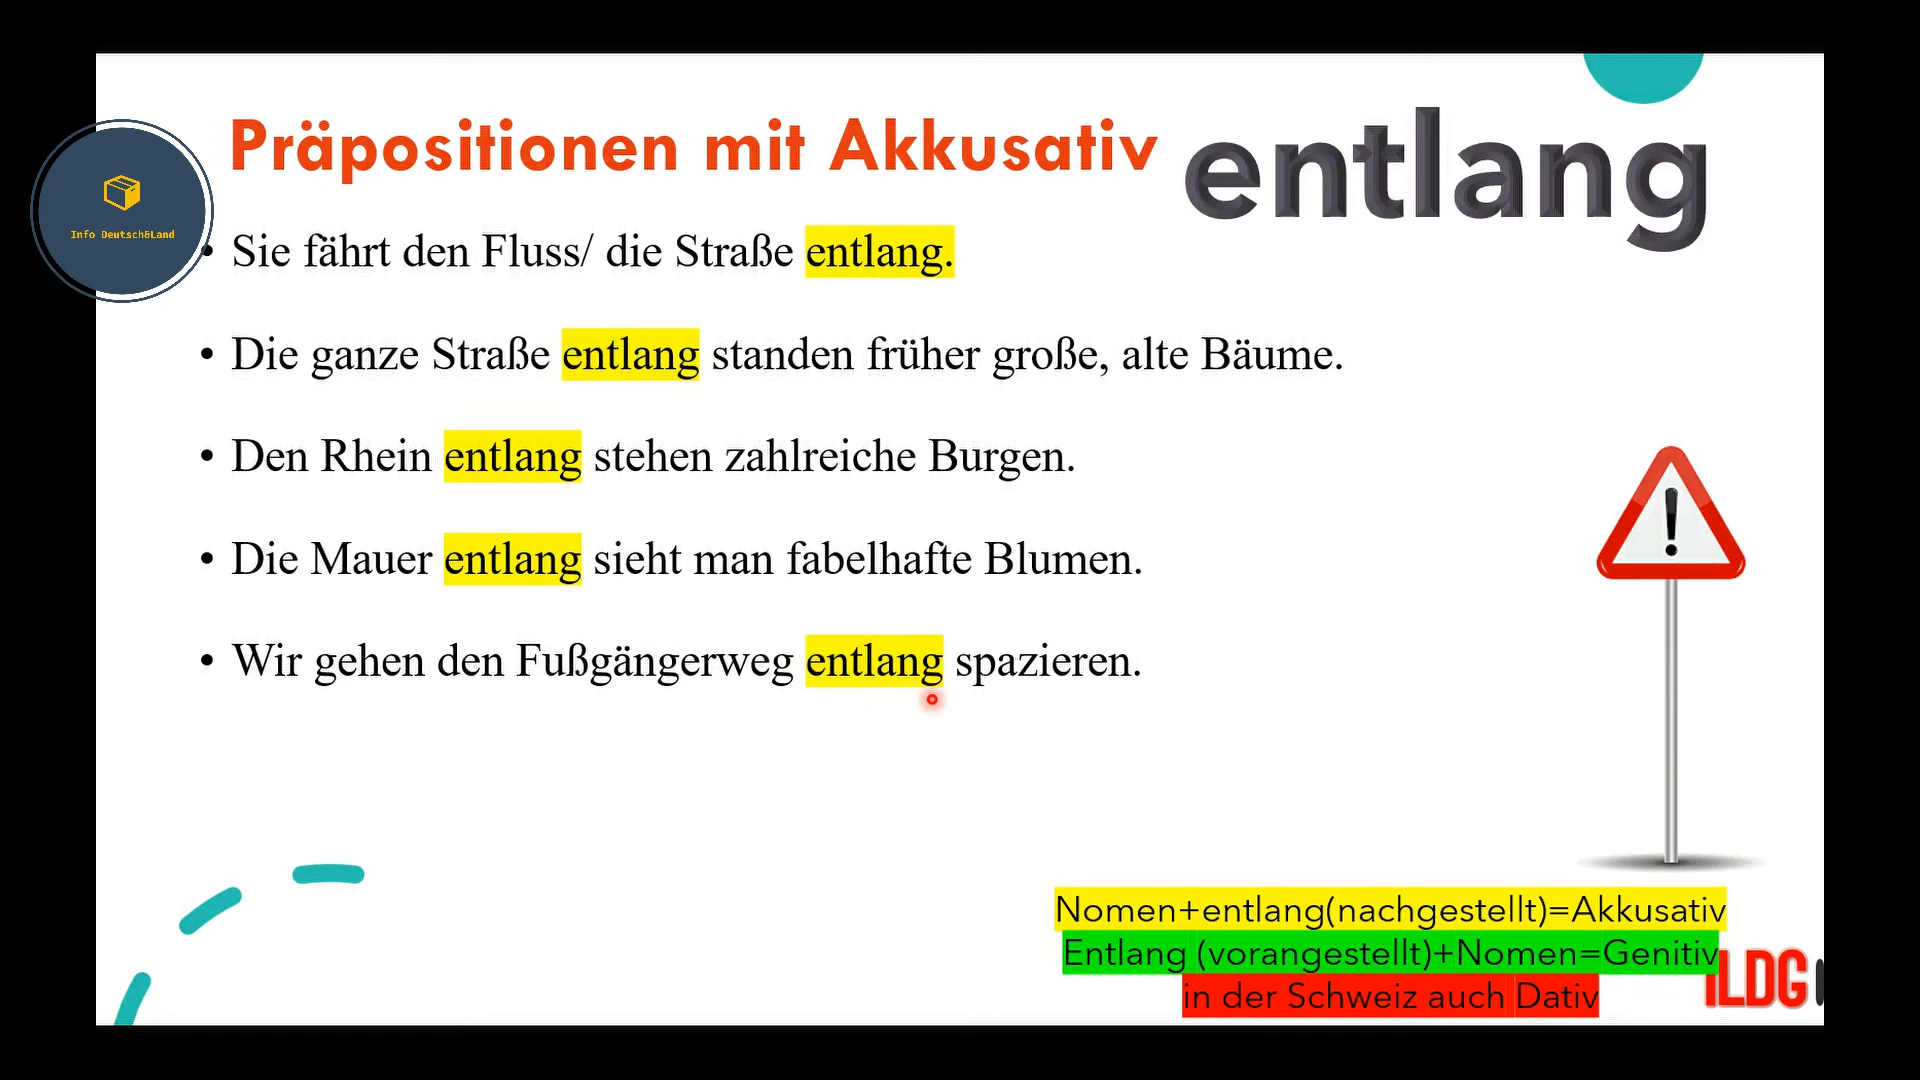 Präpositionen mit Akkusativ
entlang
Info Deutsch&Land
• Sie fährt den Fluss/ die Straße entlang.
• Die ganze Straße entlang standen früher große, alte Bäume.
• Den Rhein entlang stehen zahlreiche Burgen.
• Die Mauer entlang sieht man fabelhafte Blumen.
• Wir gehen den Fußgängerweg entlang spazieren.
!
Nomen+entlang(nachgestellt)=Akkusativ
Entlang (vorangestellt)+Nomen=Genitiv
in der Schweiz auch Dativ
ILDG